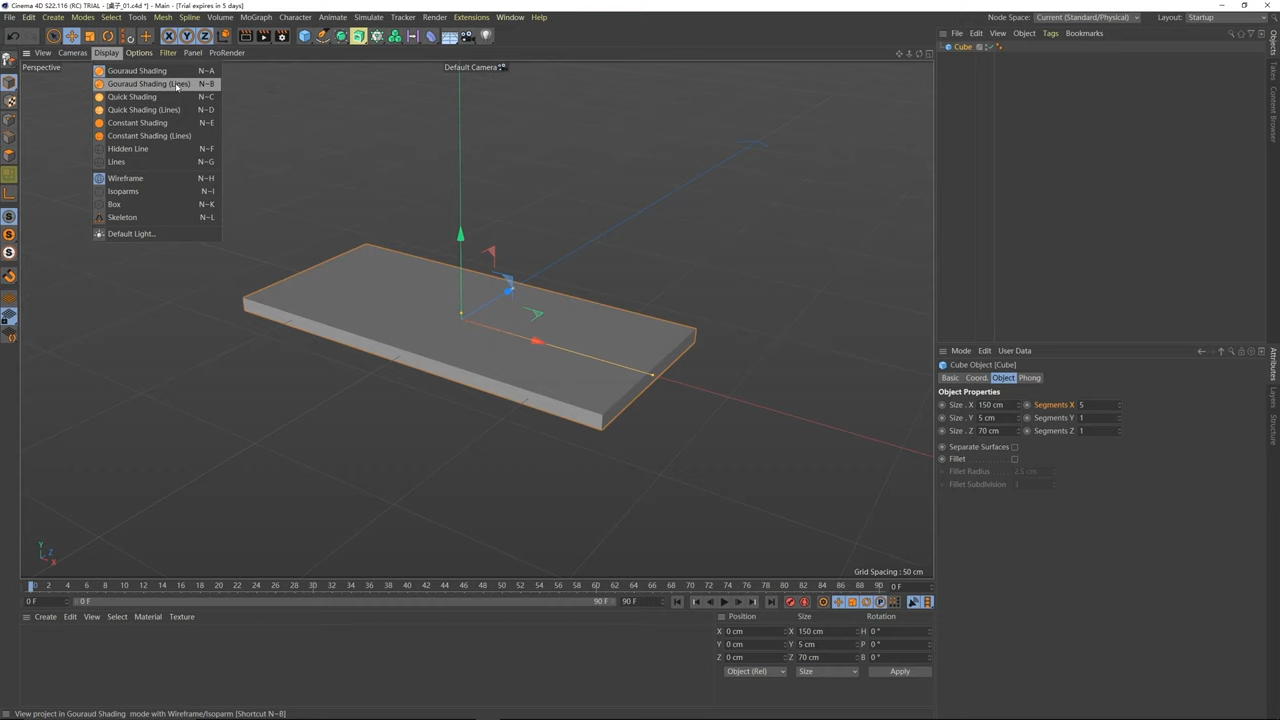 Cinema 4D S22.116 (RC) TRIAL - [桌子_01.c4d *] - Main - [Trial expires in 5 days]
File Edit Create Modes Select Tools Mesh Spline Volume MoGraph Character Animate Simulate Tracker Render Extensions Window Help
Node Space: Current (Standard/Physical) Layout: Startup
View Cameras Display Options Filter Panel ProRender
File Edit View Object Tags Bookmarks
Perspective
Default Camera
Cube
Gouraud Shading N~A
Gouraud Shading (Lines) N~B
Quick Shading N~C
Quick Shading (Lines) N~D
Constant Shading N~E
Constant Shading (Lines)
Hidden Line N~F
Lines N~G
Wireframe N~H
Isoparms N~I
Box N~K
Skeleton N~L
Default Light...
Objects
Takes
Content Browser
Mode Edit User Data
Cube Object [Cube]
Basic Coord. Object Phong
Object Properties
Size . X 150 cm Segments X 5
Size . Y 5 cm Segments Y 1
Size . Z 70 cm Segments Z 1
Separate Surfaces
Fillet
Fillet Radius 2.5 cm
Fillet Subdivision 3
Attributes
Layers
Structure
Y
Z
X
Grid Spacing : 50 cm
0 2 4 6 8 10 12 14 16 18 20 22 24 26 28 30 32 34 36 38 40 42 44 46 48 50 52 54 56 58 60 62 64 66 68 70 72 74 76 78 80 82 84 86 88 90 0 F
0 F 0 F 90 F 90 F
Create Edit View Select Material Texture
Position Size Rotation
X 0 cm X 150 cm H 0 °
Y 0 cm Y 5 cm P 0 °
Z 0 cm Z 70 cm B 0 °
Object (Rel) Size Apply
View project in Gouraud Shading mode with Wireframe/Isoparm [Shortcut N~B]